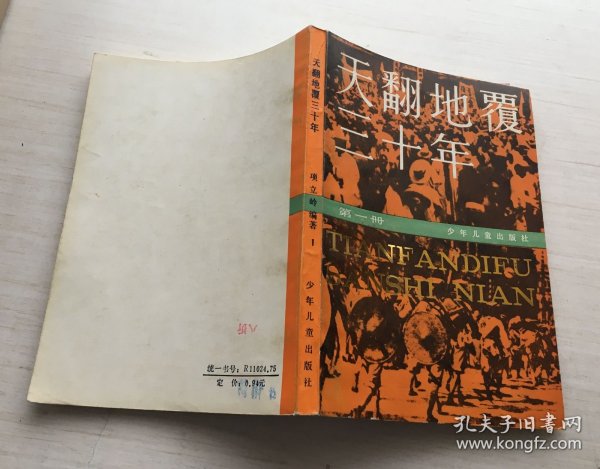 天翻地覆
三十年
第一册
少年儿童出版社
TIANFANDIFU
SANSHI NIAN
天翻地覆三十年
项立岭编著
1
少年儿童出版社
统一书号：R11024.75
定 价：0.94元
孔夫子旧书网
www.kongfz.com